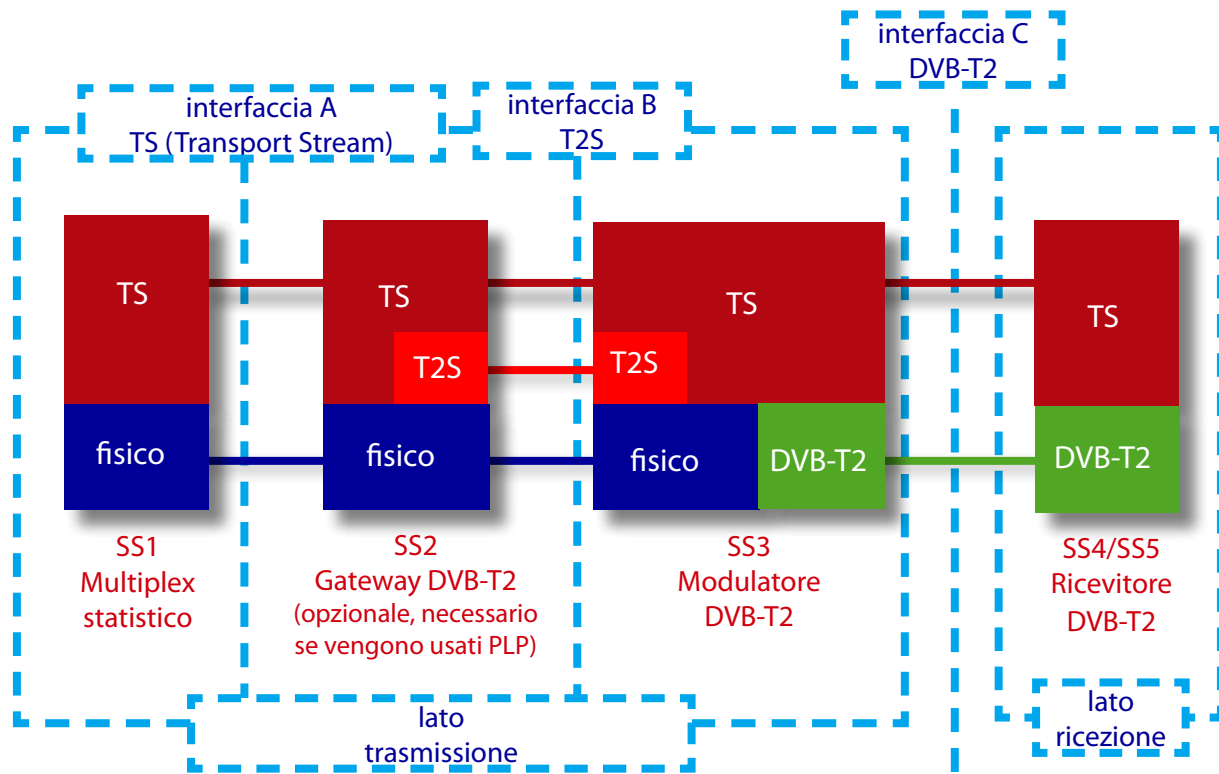 interfaccia C
DVB-T2
interfaccia A
TS (Transport Stream)
interfaccia B
T2S
TS
TS
TS
TS
T2S
T2S
fisico
fisico
fisico
DVB-T2
DVB-T2
SS1
Multiplex
statistico
SS2
Gateway DVB-T2
(opzionale, necessario
se vengono usati PLP)
SS3
Modulatore
DVB-T2
SS4/SS5
Ricevitore
DVB-T2
lato
trasmissione
lato
ricezione